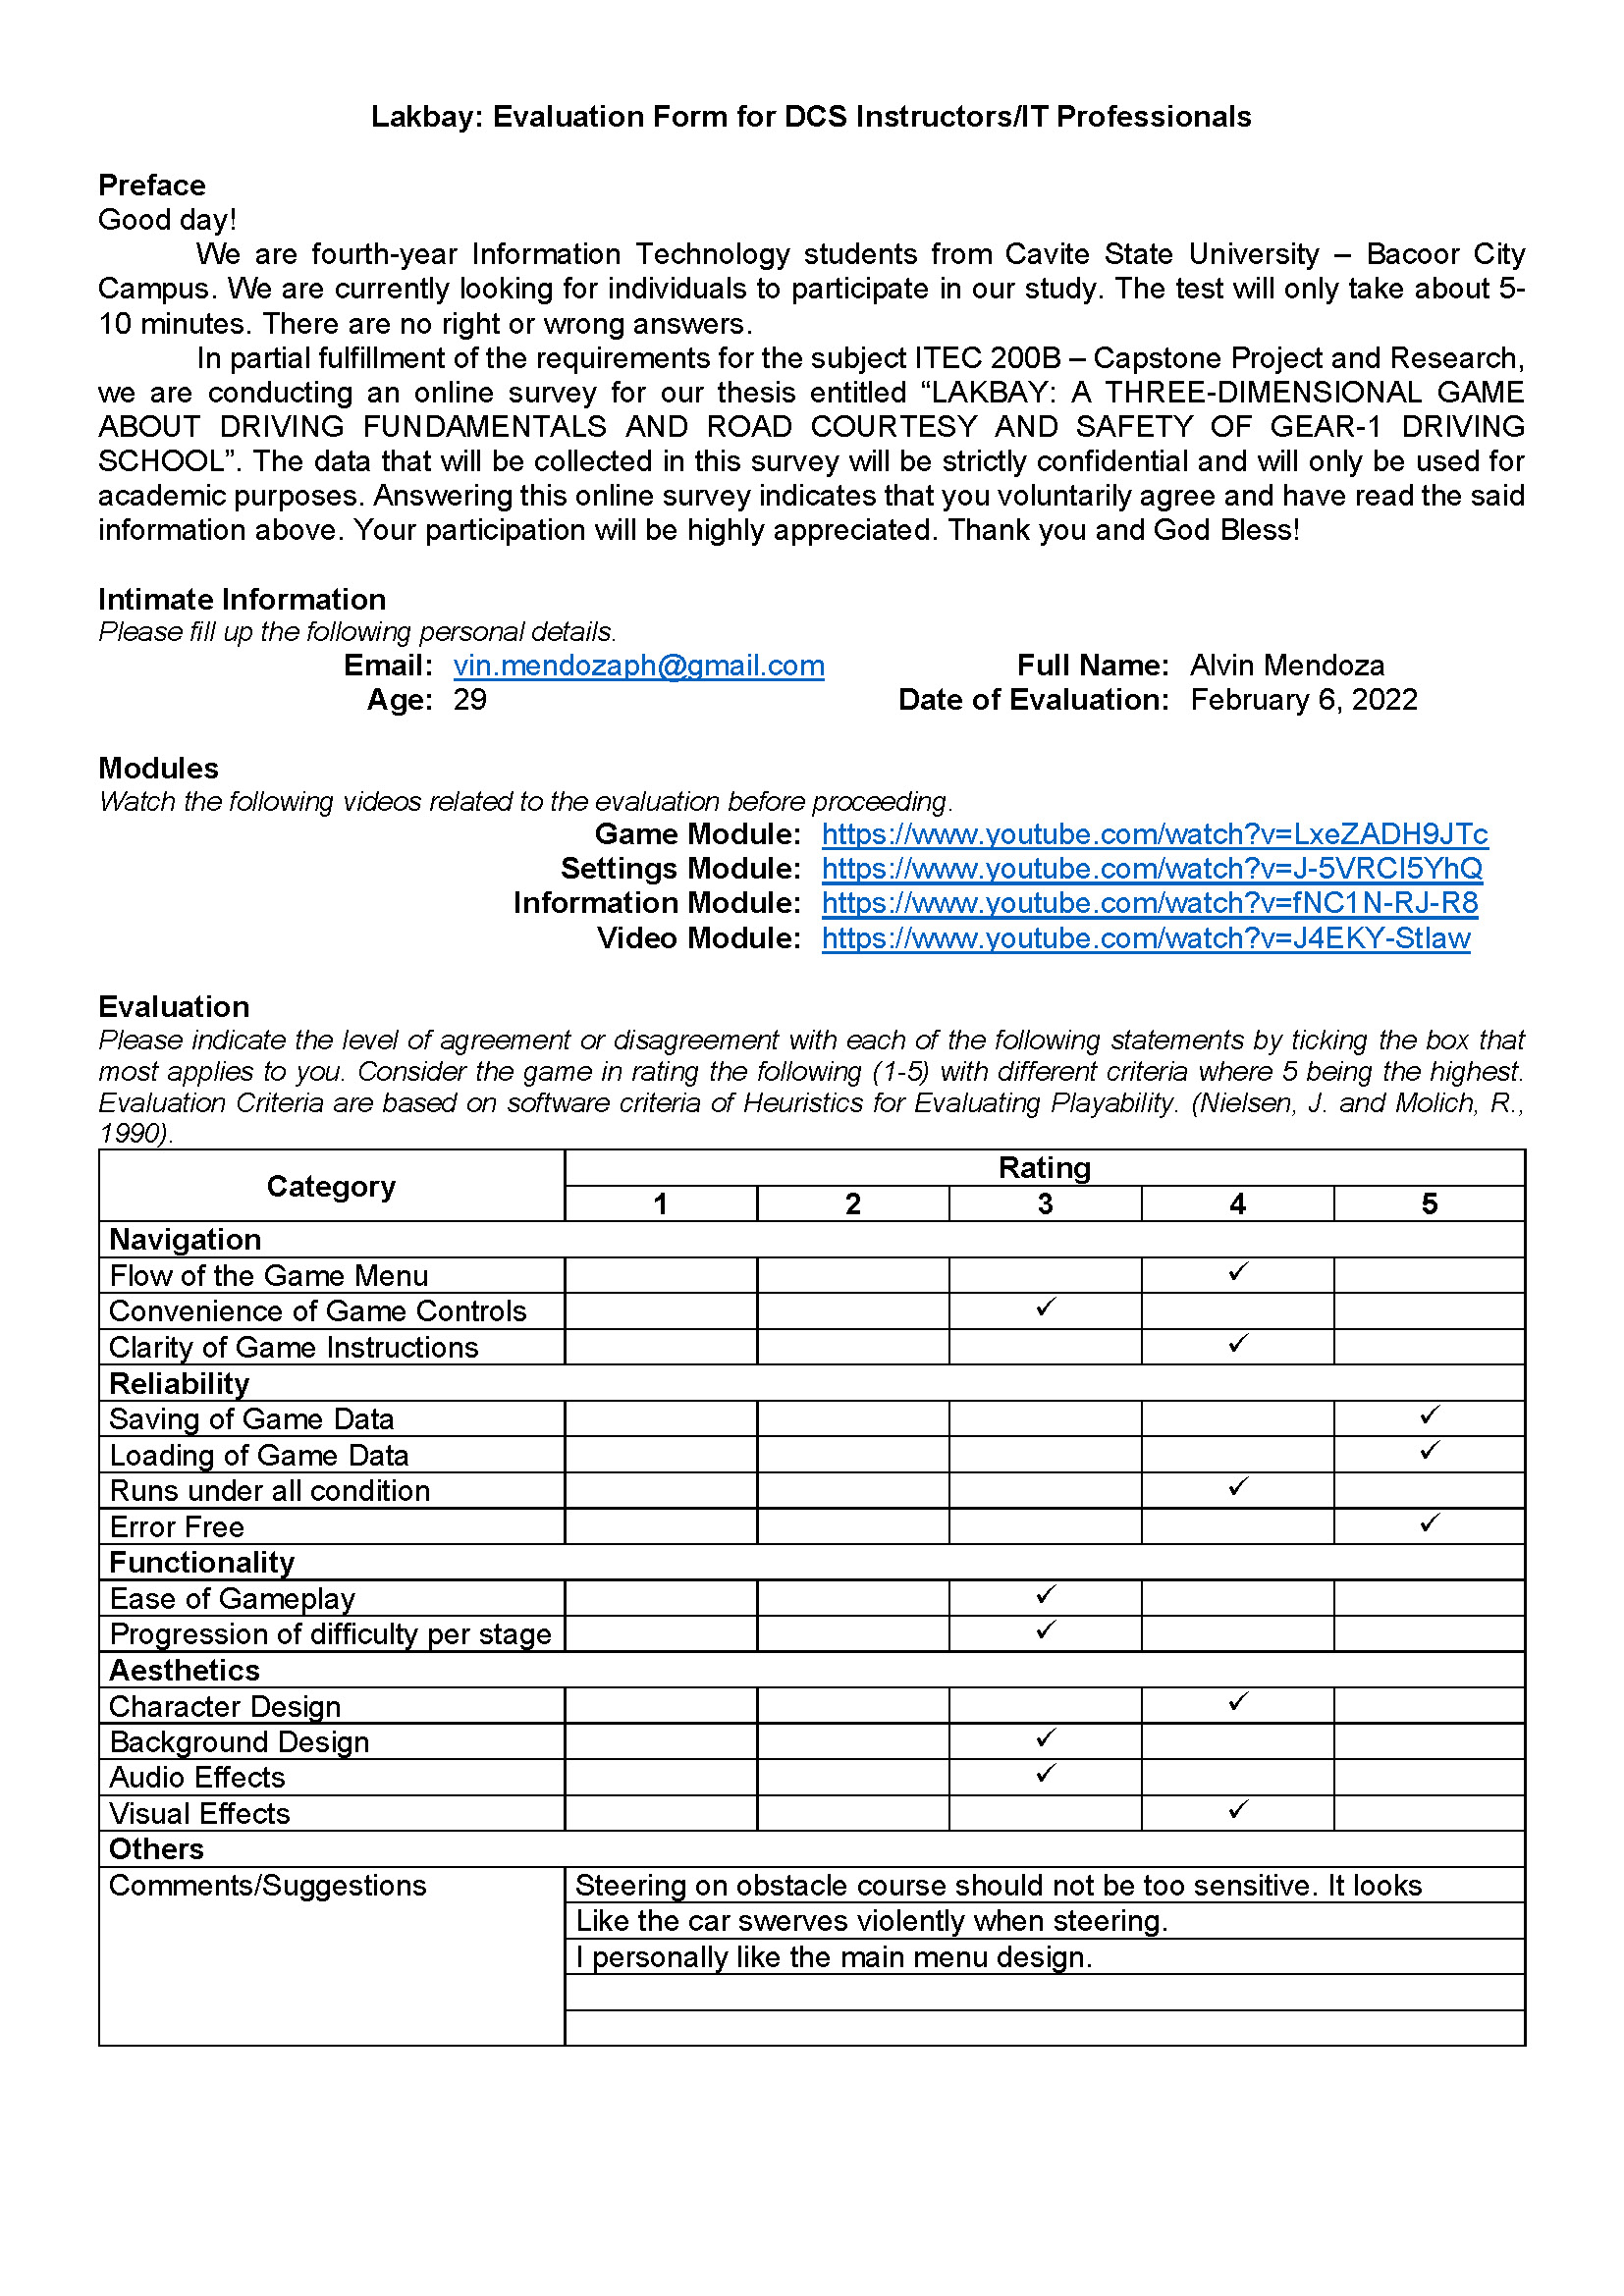 Lakbay: Evaluation Form for DCS Instructors/IT Professionals
Preface
Good day!
We are fourth-year Information Technology students from Cavite State University – Bacoor City
Campus. We are currently looking for individuals to participate in our study. The test will only take about 5-
10 minutes. There are no right or wrong answers.
In partial fulfillment of the requirements for the subject ITEC 200B – Capstone Project and Research,
we are conducting an online survey for our thesis entitled “LAKBAY: A THREE-DIMENSIONAL GAME
ABOUT DRIVING FUNDAMENTALS AND ROAD COURTESY AND SAFETY OF GEAR-1 DRIVING
SCHOOL”. The data that will be collected in this survey will be strictly confidential and will only be used for
academic purposes. Answering this online survey indicates that you voluntarily agree and have read the said
information above. Your participation will be highly appreciated. Thank you and God Bless!
Intimate Information
Please fill up the following personal details.
Email: vin.mendozaph@gmail.com Full Name: Alvin Mendoza
Age: 29 Date of Evaluation: February 6, 2022
Modules
Watch the following videos related to the evaluation before proceeding.
Game Module: https://www.youtube.com/watch?v=LxeZADH9JTc
Settings Module: https://www.youtube.com/watch?v=J-5VRCI5YhQ
Information Module: https://www.youtube.com/watch?v=fNC1N-RJ-R8
Video Module: https://www.youtube.com/watch?v=J4EKY-Stlaw
Evaluation
Please indicate the level of agreement or disagreement with each of the following statements by ticking the box that
most applies to you. Consider the game in rating the following (1-5) with different criteria where 5 being the highest.
Evaluation Criteria are based on software criteria of Heuristics for Evaluating Playability. (Nielsen, J. and Molich, R.,
1990).
Category Rating
1 2 3 4 5
Navigation
Flow of the Game Menu ✓
Convenience of Game Controls ✓
Clarity of Game Instructions ✓
Reliability
Saving of Game Data ✓
Loading of Game Data ✓
Runs under all condition ✓
Error Free ✓
Functionality
Ease of Gameplay ✓
Progression of difficulty per stage ✓
Aesthetics
Character Design ✓
Background Design ✓
Audio Effects ✓
Visual Effects ✓
Others
Comments/Suggestions Steering on obstacle course should not be too sensitive. It looks
Like the car swerves violently when steering.
I personally like the main menu design.